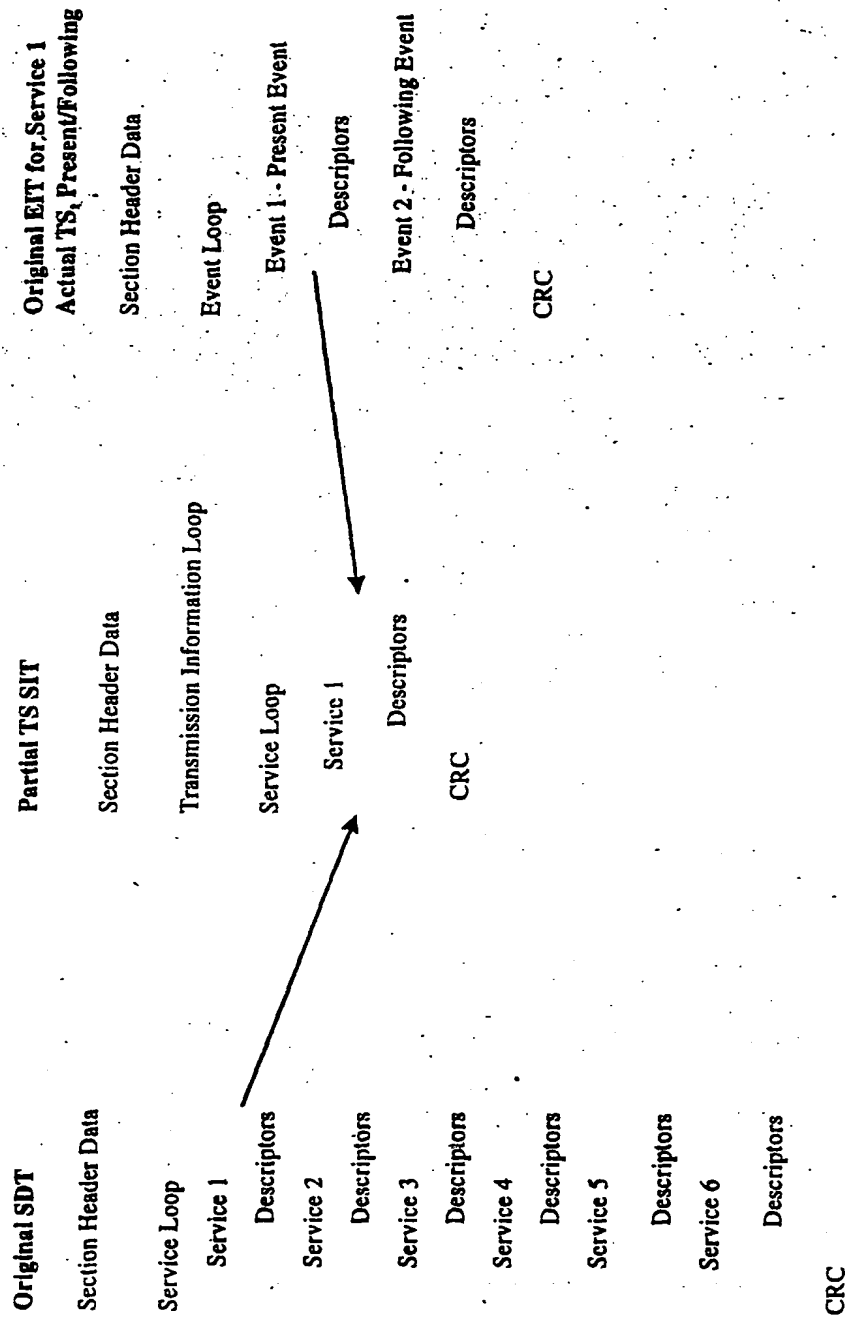 Original SDT
Section Header Data
Service Loop
Service 1
Descriptors
Service 2
Descriptors
Service 3
Descriptors
Service 4
Descriptors
Service 5
Descriptors
Service 6
Descriptors
CRC
Partial TS SIT
Section Header Data
Transmission Information Loop
Service Loop
Service 1
Descriptors
CRC
Original EIT for Service 1
Actual TS, Present/Following
Section Header Data
Event Loop
Event 1 - Present Event
Descriptors
Event 2 - Following Event
Descriptors
CRC